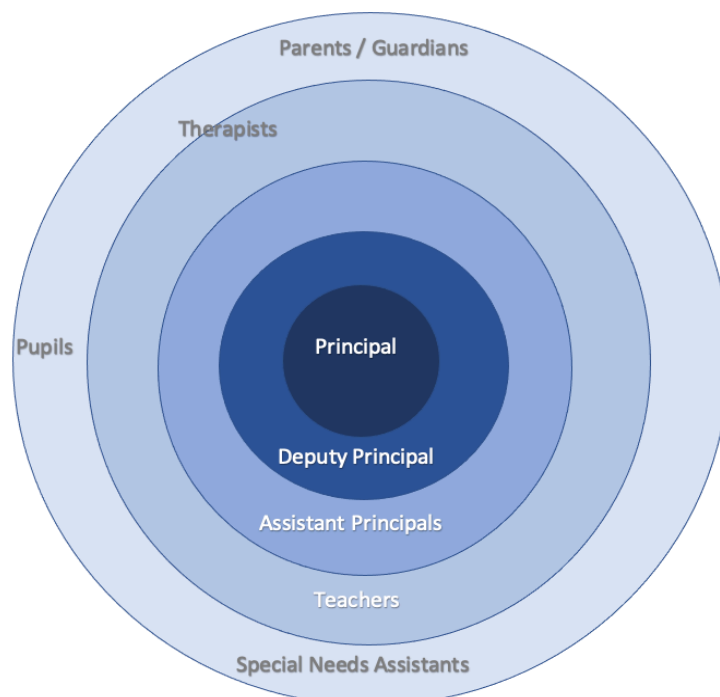 Parents / Guardians
Therapists
Pupils
Principal
Deputy Principal
Assistant Principals
Teachers
Special Needs Assistants